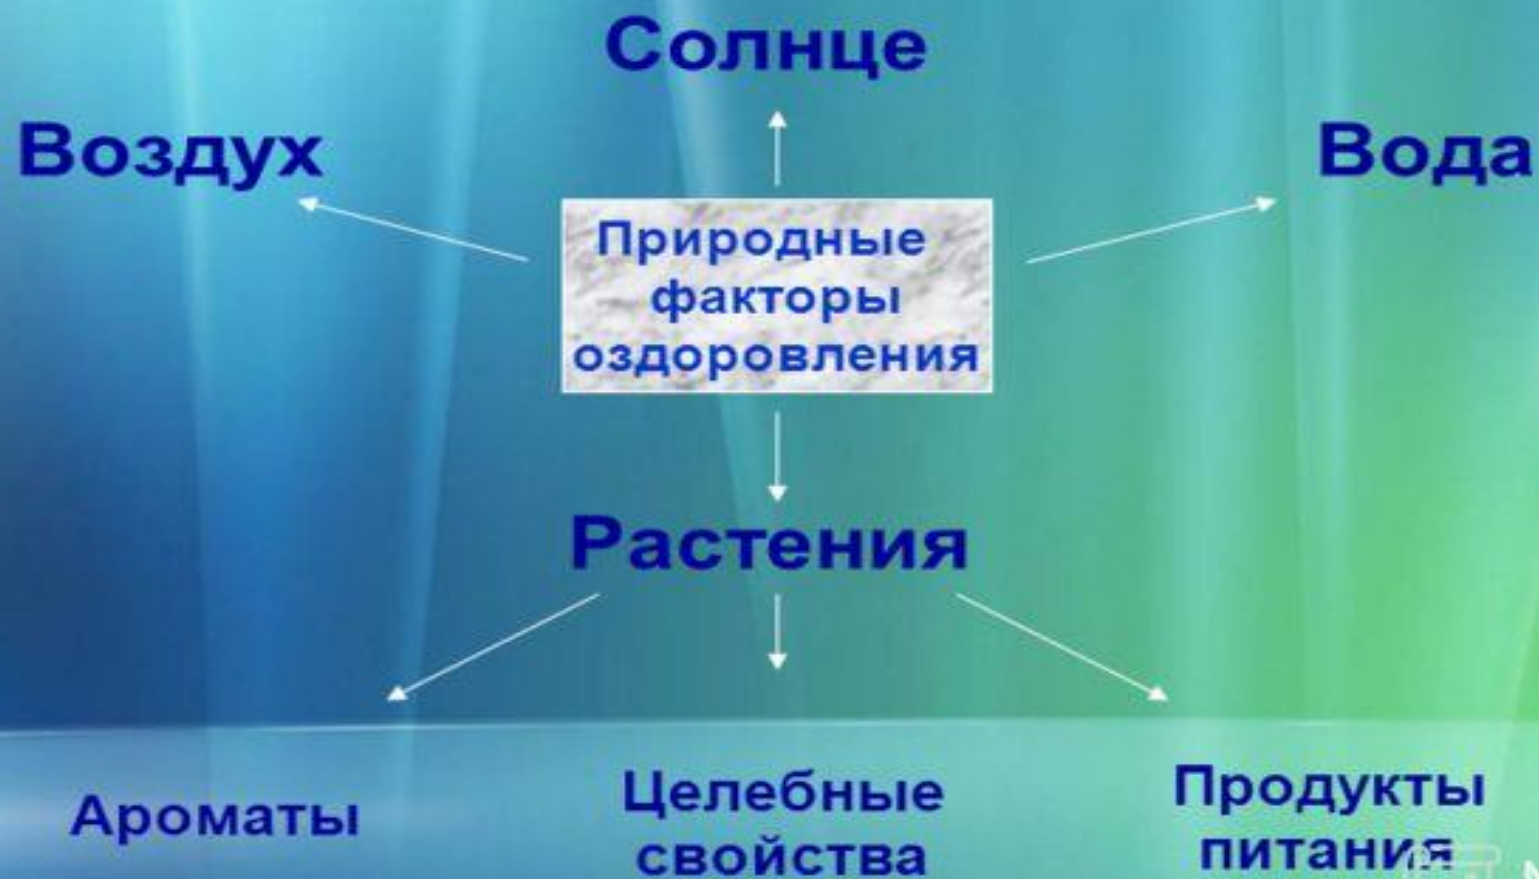 Солнце
Воздух
Вода
Природные
факторы
оздоровления
Растения
Ароматы
Целебные
свойства
Продукты
питания